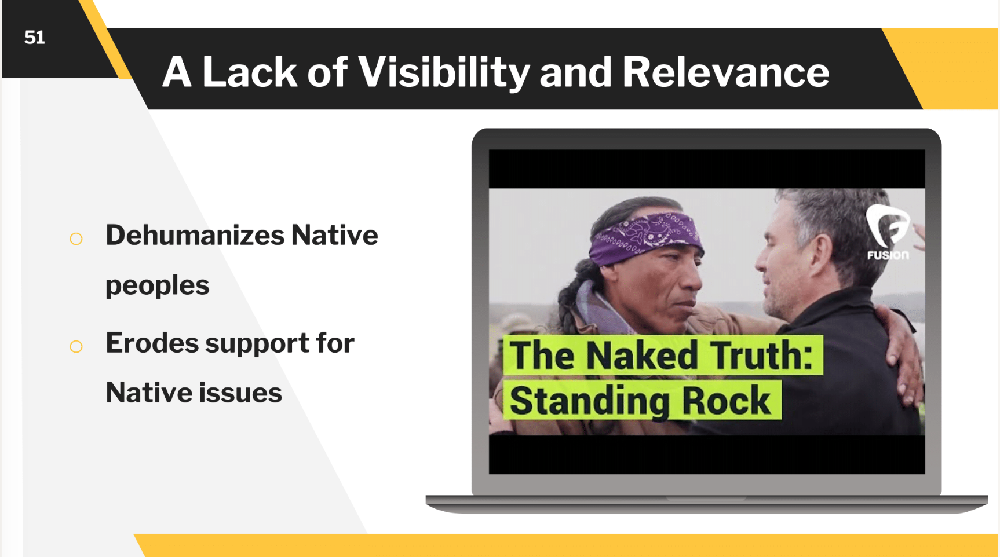 51
A Lack of Visibility and Relevance
Dehumanizes Native
peoples
Erodes support for
Native issues
FUSION
The Naked Truth:
Standing Rock